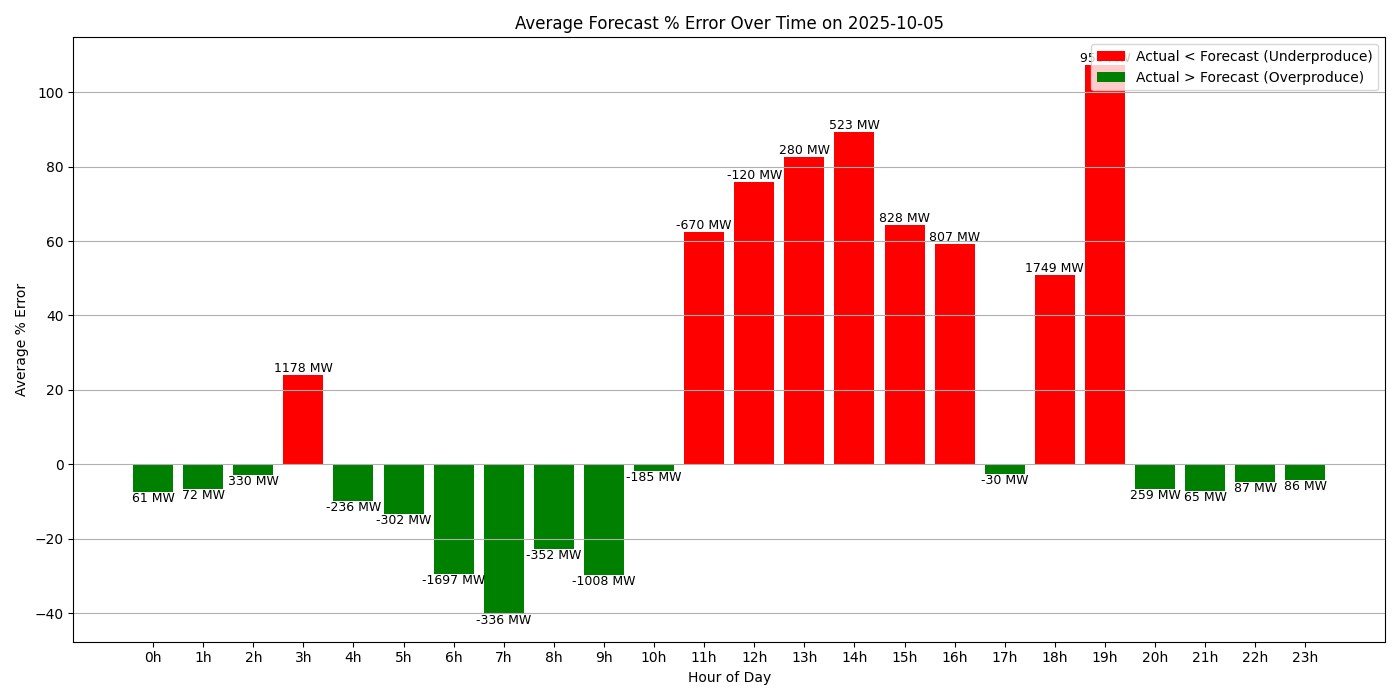 Average Forecast % Error Over Time on 2025-10-05
Actual < Forecast (Underproduce)
Actual > Forecast (Overproduce)
Average % Error
100
80
60
40
20
0
−20
−40
61 MW
72 MW
330 MW
1178 MW
-236 MW
-302 MW
-1697 MW
-336 MW
-352 MW
-1008 MW
-185 MW
-670 MW
-120 MW
280 MW
523 MW
828 MW
807 MW
-30 MW
1749 MW
259 MW
65 MW
87 MW
86 MW
0h 1h 2h 3h 4h 5h 6h 7h 8h 9h 10h 11h 12h 13h 14h 15h 16h 17h 18h 19h 20h 21h 22h 23h
Hour of Day